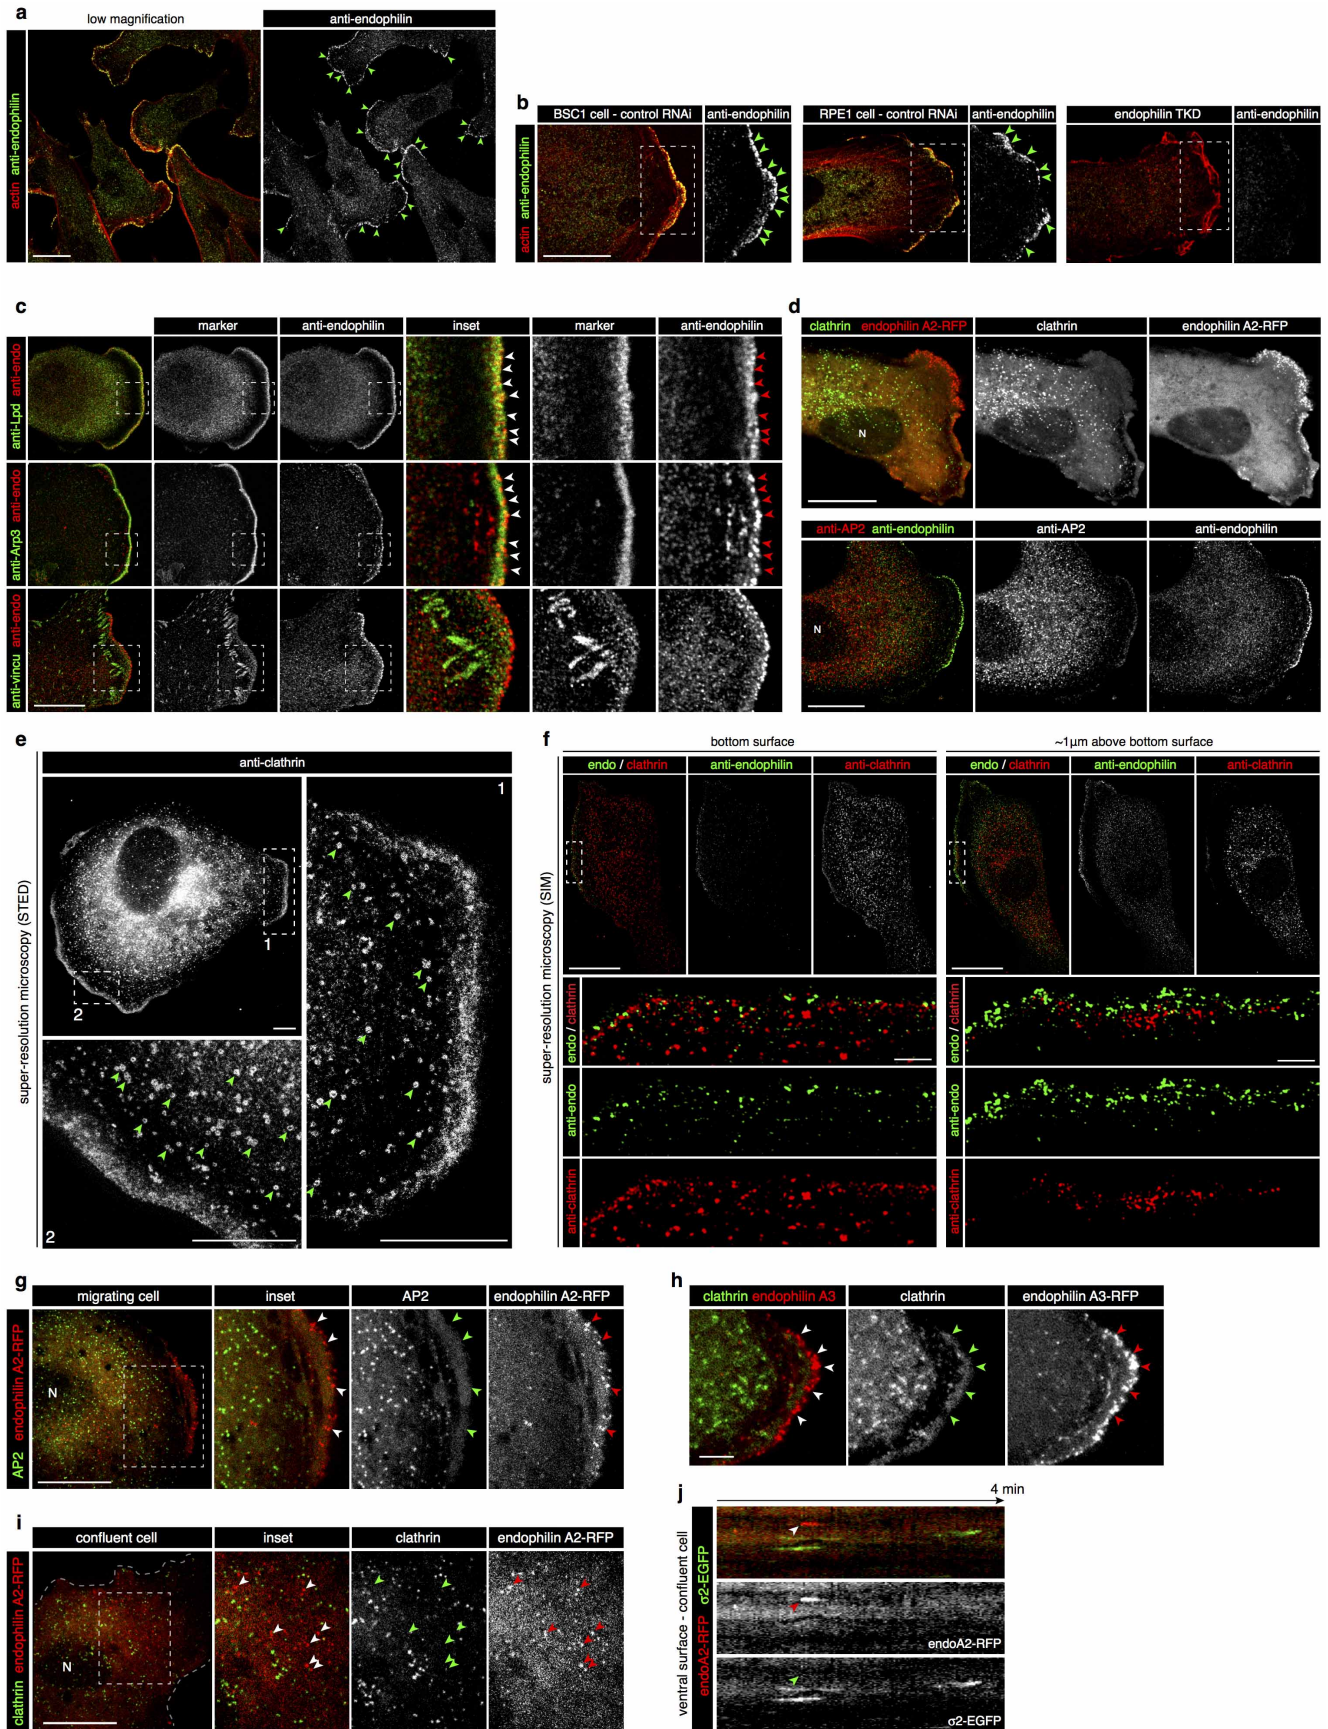 a
low magnification
anti-endophilin
actin anti-endophilin
b
BSC1 cell - control RNAi
anti-endophilin
RPE1 cell - control RNAi
anti-endophilin
endophilin TKD
anti-endophilin
actin anti-endophilin
c
marker
anti-endophilin
inset
marker
anti-endophilin
anti-Lpd anti-endo
anti-Arp3 anti-endo
anti-vincu anti-endo
d
clathrin endophilin A2-RFP
clathrin
endophilin A2-RFP
N
anti-AP2 anti-endophilin
anti-AP2
anti-endophilin
N
e
super-resolution microscopy (STED)
anti-clathrin
1
2
1
2
f
super-resolution microscopy (SIM)
bottom surface
~1µm above bottom surface
endo / clathrin
anti-endophilin
anti-clathrin
endo / clathrin
anti-endophilin
anti-clathrin
endo / clathrin
anti-endo
anti-clathrin
endo / clathrin
anti-endo
anti-clathrin
g
migrating cell
inset
AP2
endophilin A2-RFP
AP2 endophilin A2-RFP
N
h
clathrin endophilin A3
clathrin
endophilin A3-RFP
i
confluent cell
inset
clathrin
endophilin A2-RFP
clathrin endophilin A2-RFP
N
j
4 min
ventral surface - confluent cell
endoA2-RFP σ2-EGFP
endoA2-RFP
σ2-EGFP